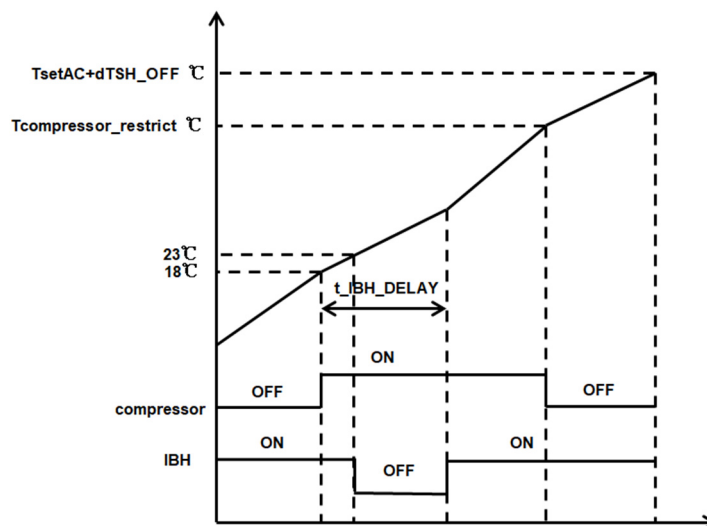 TsetAC+dTSH_OFF ℃
Tcompressor_restrict ℃
23℃
18℃
t_IBH_DELAY
ON
OFF
OFF
compressor
ON
ON
IBH
OFF